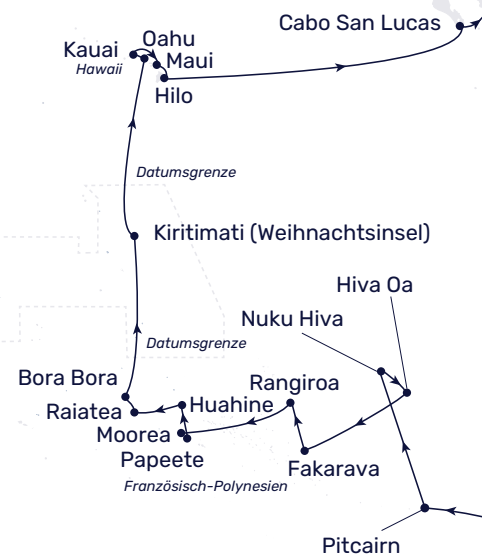 Cabo San Lucas
Oahu
Kauai
Maui
Hawaii
Hilo
Datumsgrenze
Kiritimati (Weihnachtsinsel)
Hiva Oa
Nuku Hiva
Datumsgrenze
Bora Bora
Rangiroa
Raiatea
Huahine
Moorea
Papeete
Fakarava
Französisch-Polynesien
Pitcairn